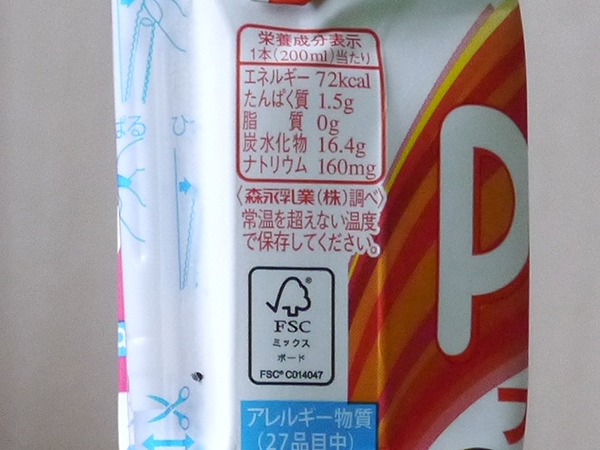 栄養成分表示
1本(200ml)当たり
エネルギー 72kcal
たんぱく質 1.5g
脂 質 0g
炭水化物 16.4g
ナトリウム 160mg
〈森永乳業(株)調べ〉
常温を超えない温度
で保存してください。
FSC
ミックス
ボード
FSC® C014047
アレルギー物質
(27品目中)
ばる
ひ
P